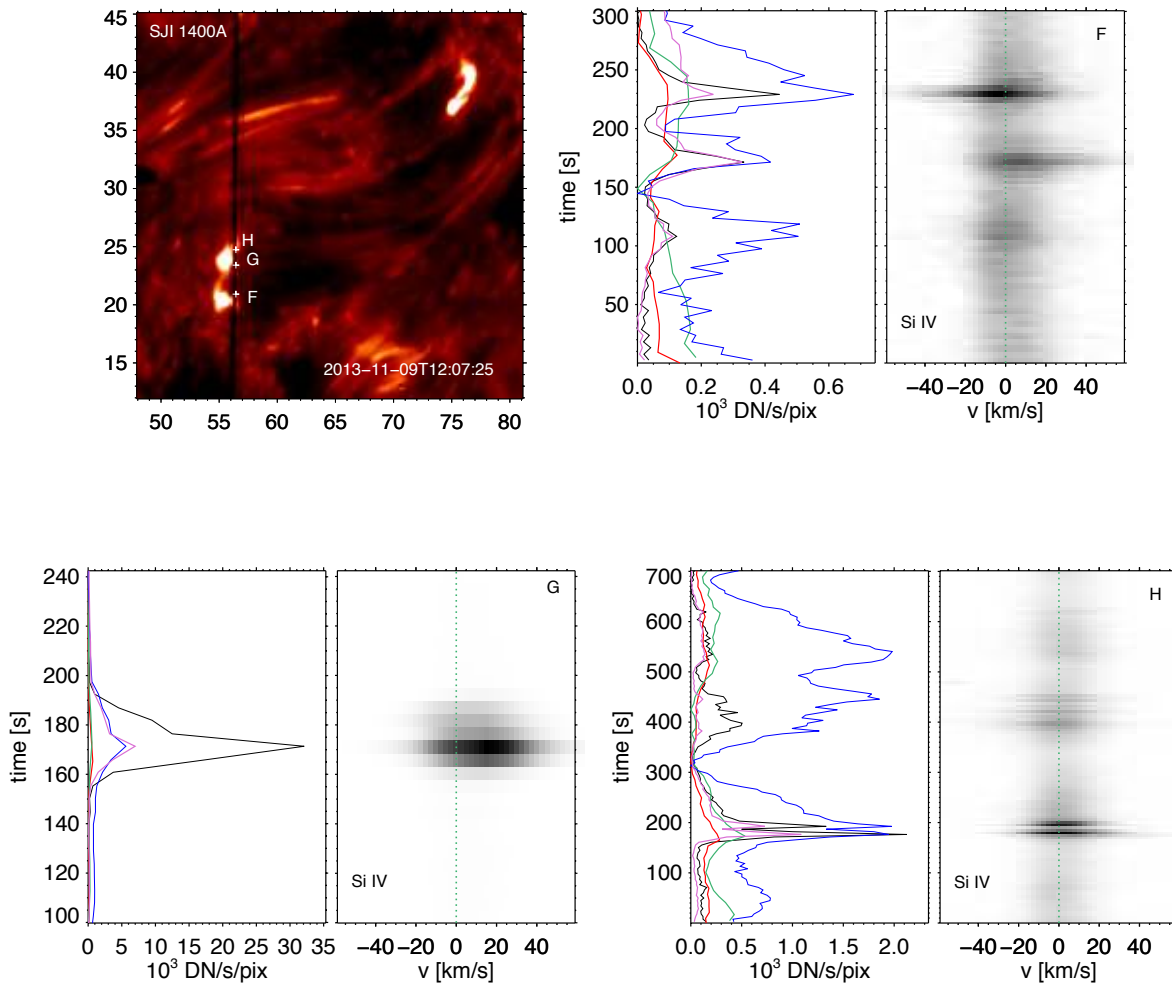 SJI 1400A
45
40
35
30
25
20
15
H
G
F
2013−11−09T12:07:25
50 55 60 65 70 75 80
300
250
200
150
100
50
time [s]
0.0 0.2 0.4 0.6
10³ DN/s/pix
F
Si IV
−40 −20 0 20 40
v [km/s]
240
220
200
180
160
140
120
100
time [s]
0 5 10 15 20 25 30 35
10³ DN/s/pix
G
Si IV
−40 −20 0 20 40
v [km/s]
700
600
500
400
300
200
100
time [s]
0.0 0.5 1.0 1.5 2.0
10³ DN/s/pix
H
Si IV
−40 −20 0 20 40
v [km/s]